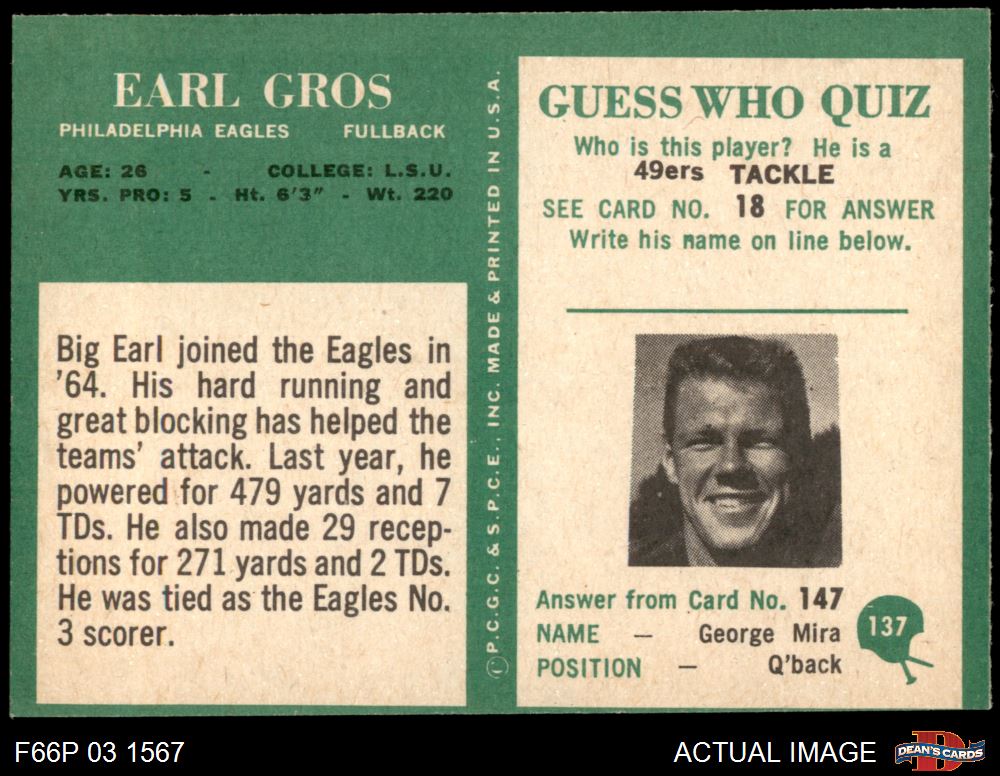 EARL GROS
PHILADELPHIA EAGLES FULLBACK
AGE: 26 - COLLEGE: L.S.U.
YRS. PRO: 5 - Ht. 6'3" - Wt. 220
Big Earl joined the Eagles in
'64. His hard running and
great blocking has helped the
teams' attack. Last year, he
powered for 479 yards and 7
TDs. He also made 29 recep-
tions for 271 yards and 2 TDs.
He was tied as the Eagles No.
3 scorer.
©P.C.G.C. & S.P.C.E., INC. MADE & PRINTED IN U.S.A.
GUESS WHO QUIZ
Who is this player? He is a
49ers TACKLE
SEE CARD NO. 18 FOR ANSWER
Write his name on line below.
Answer from Card No. 147
NAME — George Mira
POSITION — Q'back
137
F66P 03 1567
ACTUAL IMAGE
DEAN'S CARDS